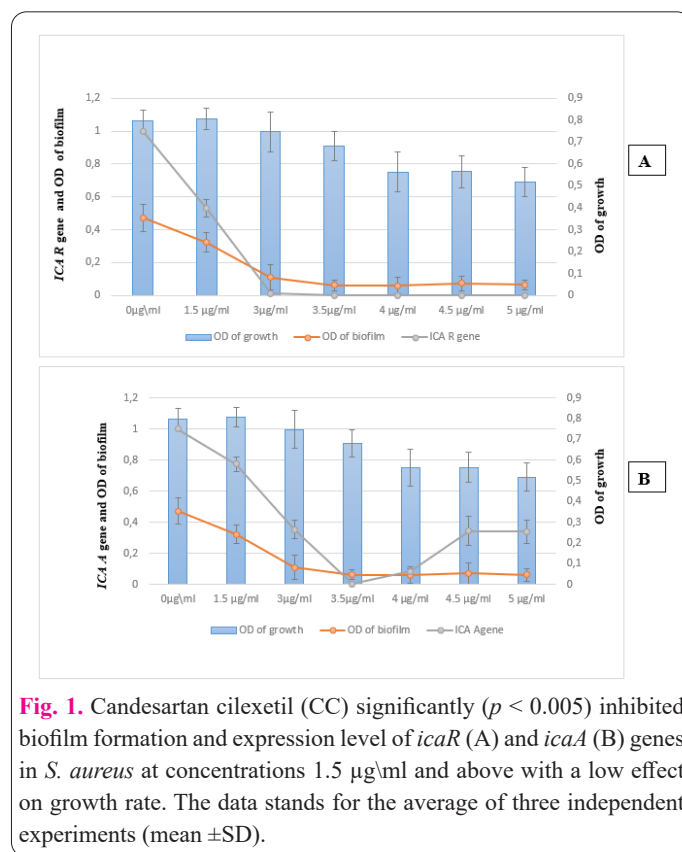 1,2
1
0,8
0,6
0,4
0,2
0
ICA R gene and OD of biofilm
0,9
0,8
0,7
0,6
0,5
0,4
0,3
0,2
0,1
0
OD of growth
A
0µg\ml 1.5 µg/ml 3µg/ml 3.5µg/ml 4 µg/ml 4.5 µg/ml 5 µg/ml
OD of growth OD of biofilm ICA R gene
1,2
1
0,8
0,6
0,4
0,2
0
ICA A gene and OD of biofilm
0,9
0,8
0,7
0,6
0,5
0,4
0,3
0,2
0,1
0
OD of growth
B
0µg\ml 1.5 µg/ml 3µg/ml 3.5µg/ml 4 µg/ml 4.5 µg/ml 5 µg/ml
OD of growth OD of biofilm ICA Agene
Fig. 1. Candesartan cilexetil (CC) significantly (p < 0.005) inhibited
biofilm formation and expression level of icaR (A) and icaA (B) genes
in S. aureus at concentrations 1.5 µg\ml and above with a low effect
on growth rate. The data stands for the average of three independent
experiments (mean ±SD).